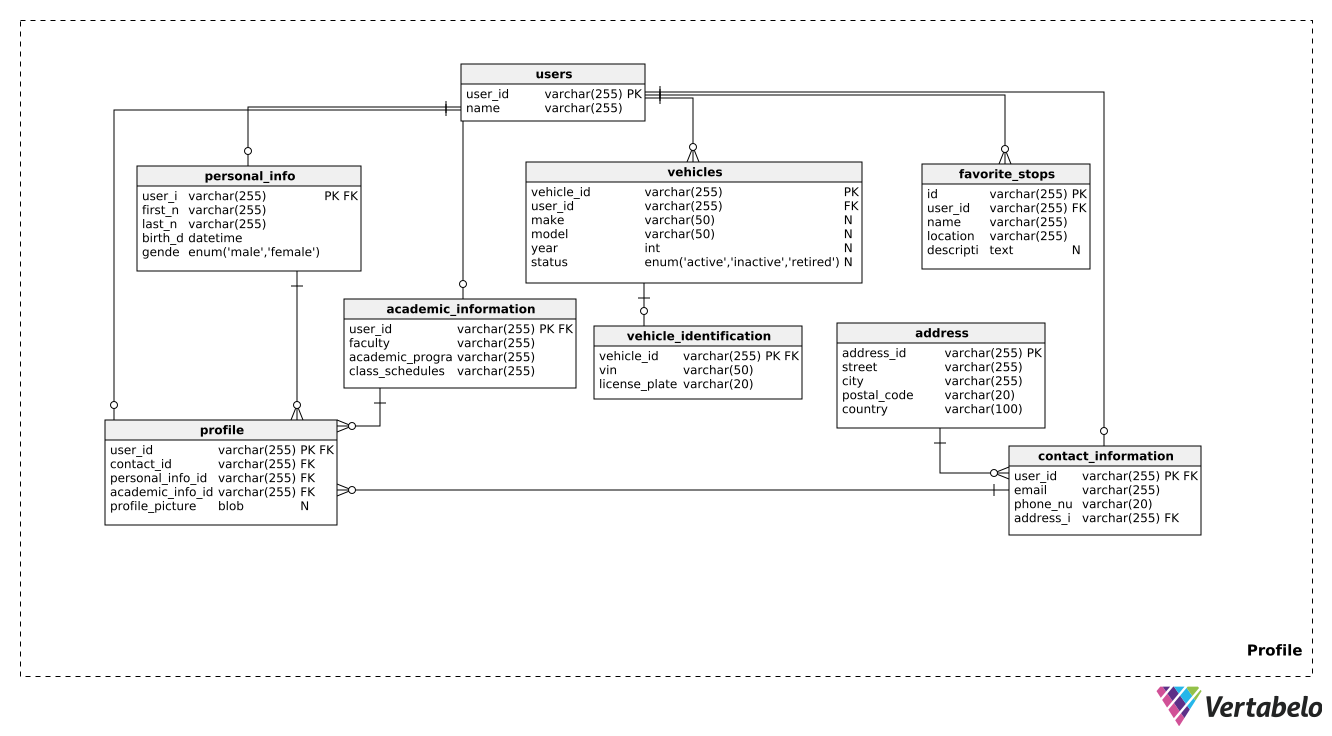 users
user_id varchar(255) PK
name varchar(255)
personal_info
user_i varchar(255) PK FK
first_n varchar(255)
last_n varchar(255)
birth_d datetime
gende enum('male','female')
vehicles
vehicle_id varchar(255) PK
user_id varchar(255) FK
make varchar(50) N
model varchar(50) N
year int N
status enum('active','inactive','retired') N
favorite_stops
id varchar(255) PK
user_id varchar(255) FK
name varchar(255)
location varchar(255)
descripti text N
academic_information
user_id varchar(255) PK FK
faculty varchar(255)
academic_progra varchar(255)
class_schedules varchar(255)
vehicle_identification
vehicle_id varchar(255) PK FK
vin varchar(50)
license_plate varchar(20)
address
address_id varchar(255) PK
street varchar(255)
city varchar(255)
postal_code varchar(20)
country varchar(100)
profile
user_id varchar(255) PK FK
contact_id varchar(255) FK
personal_info_id varchar(255) FK
academic_info_id varchar(255) FK
profile_picture blob N
contact_information
user_id varchar(255) PK FK
email varchar(255)
phone_nu varchar(20)
address_i varchar(255) FK
Profile
Vertabelo